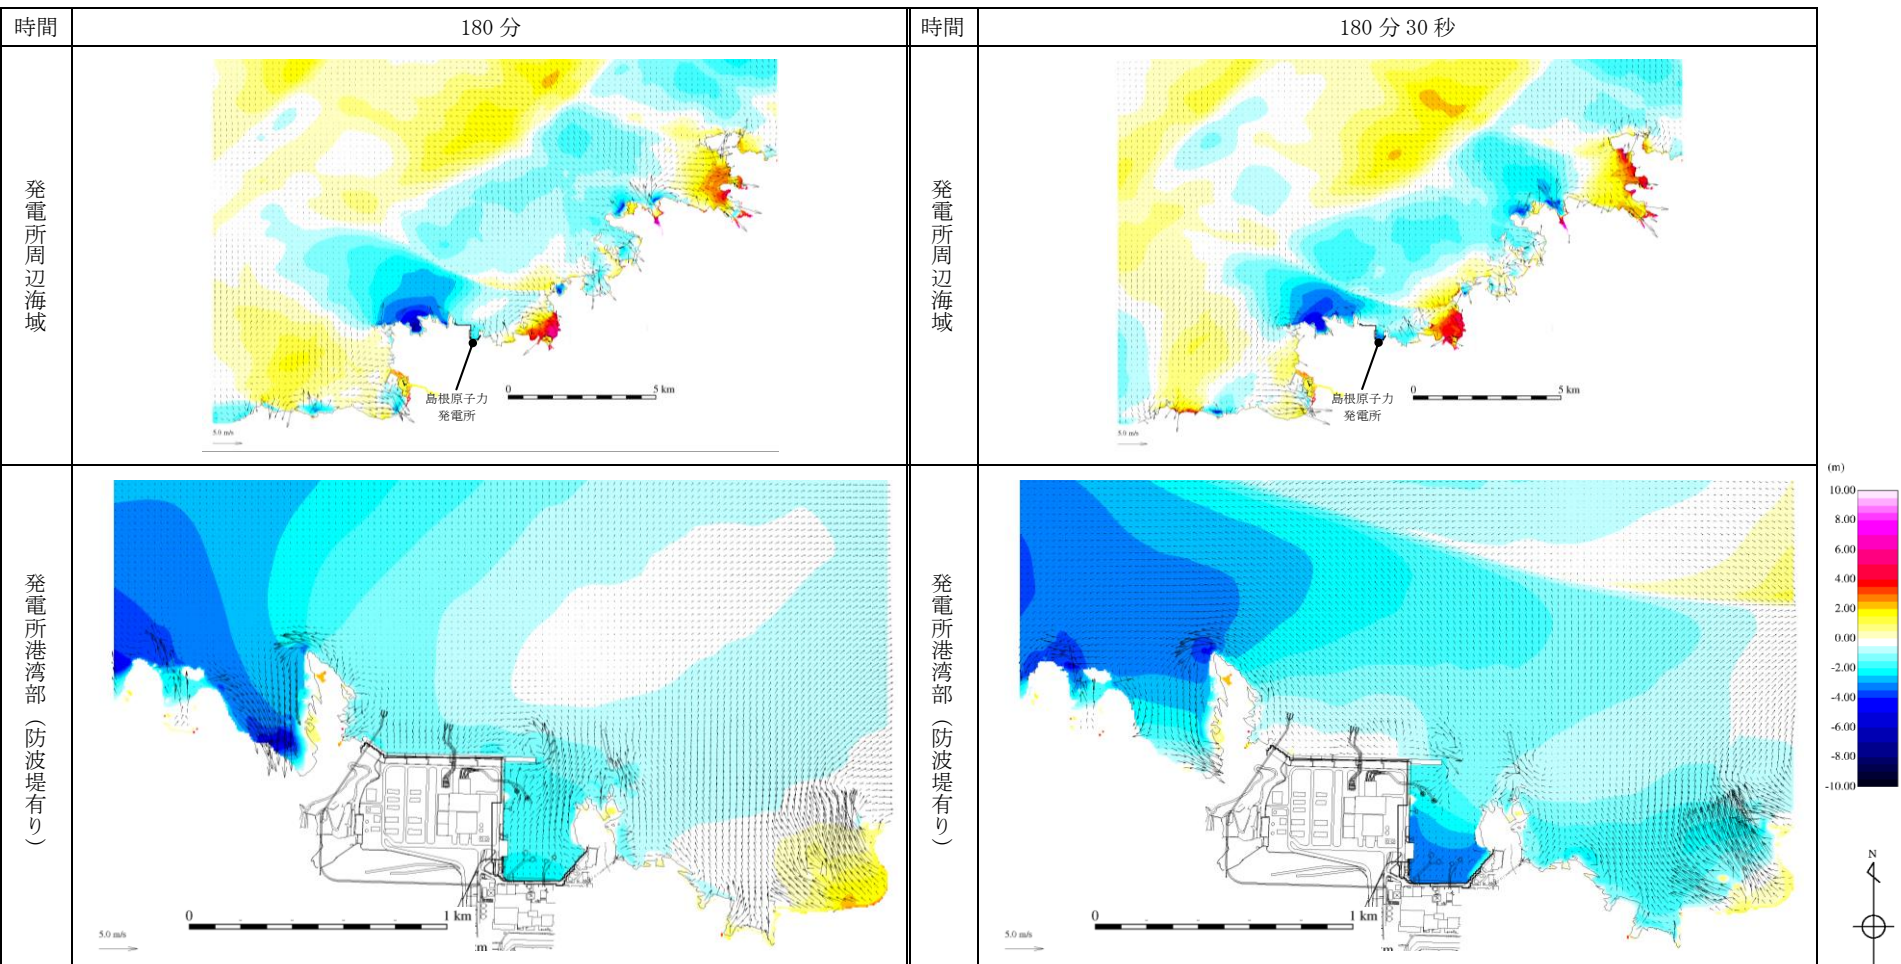 時間
180 分
時間
180 分 30 秒
発電所周辺海域
島根原子力
発電所
0
5 km
5.0 m/s
発電所周辺海域
島根原子力
発電所
0
5 km
5.0 m/s
発電所港湾部（防波堤有り）
0
1 km
5.0 m/s
:m
発電所港湾部（防波堤有り）
0
1 km
5.0 m/s
m
(m)
10.00
8.00
6.00
4.00
2.00
0.00
-2.00
-4.00
-6.00
-8.00
-10.00
N